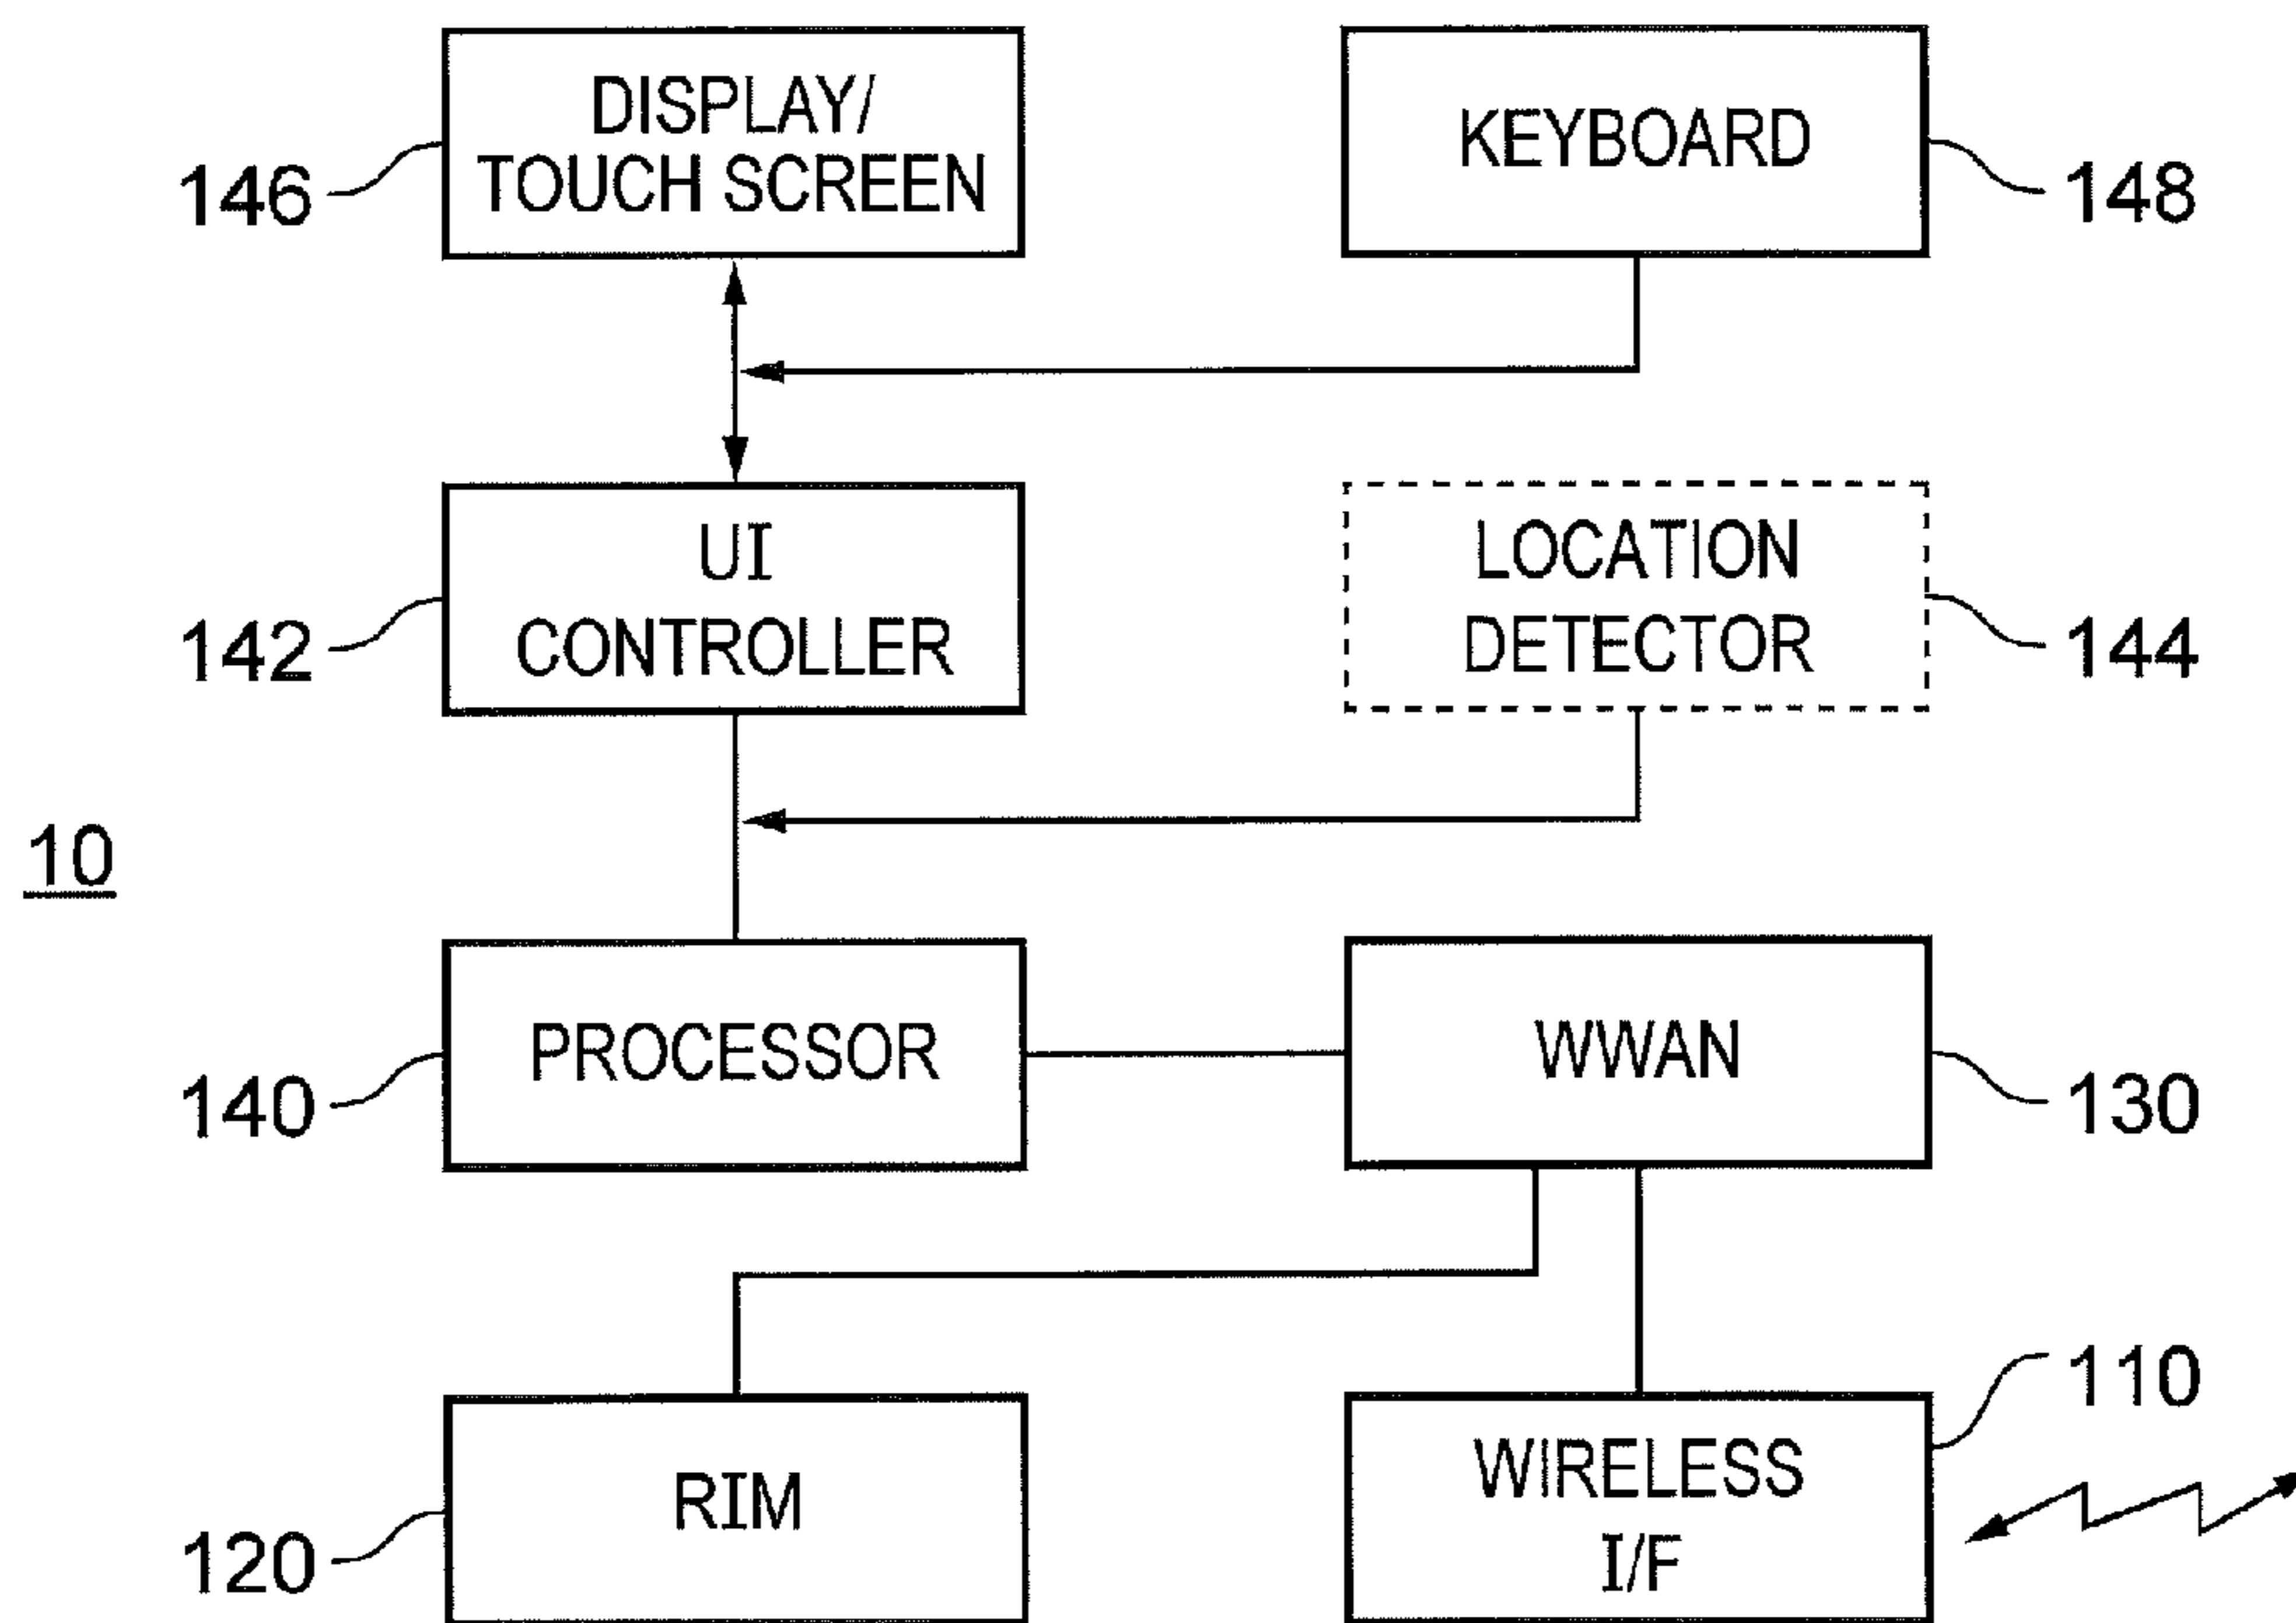 DISPLAY/
TOUCH SCREEN
146
KEYBOARD
148
UI
CONTROLLER
142
LOCATION
DETECTOR
144
10
PROCESSOR
140
WWAN
130
RIM
120
WIRELESS
I/F
110